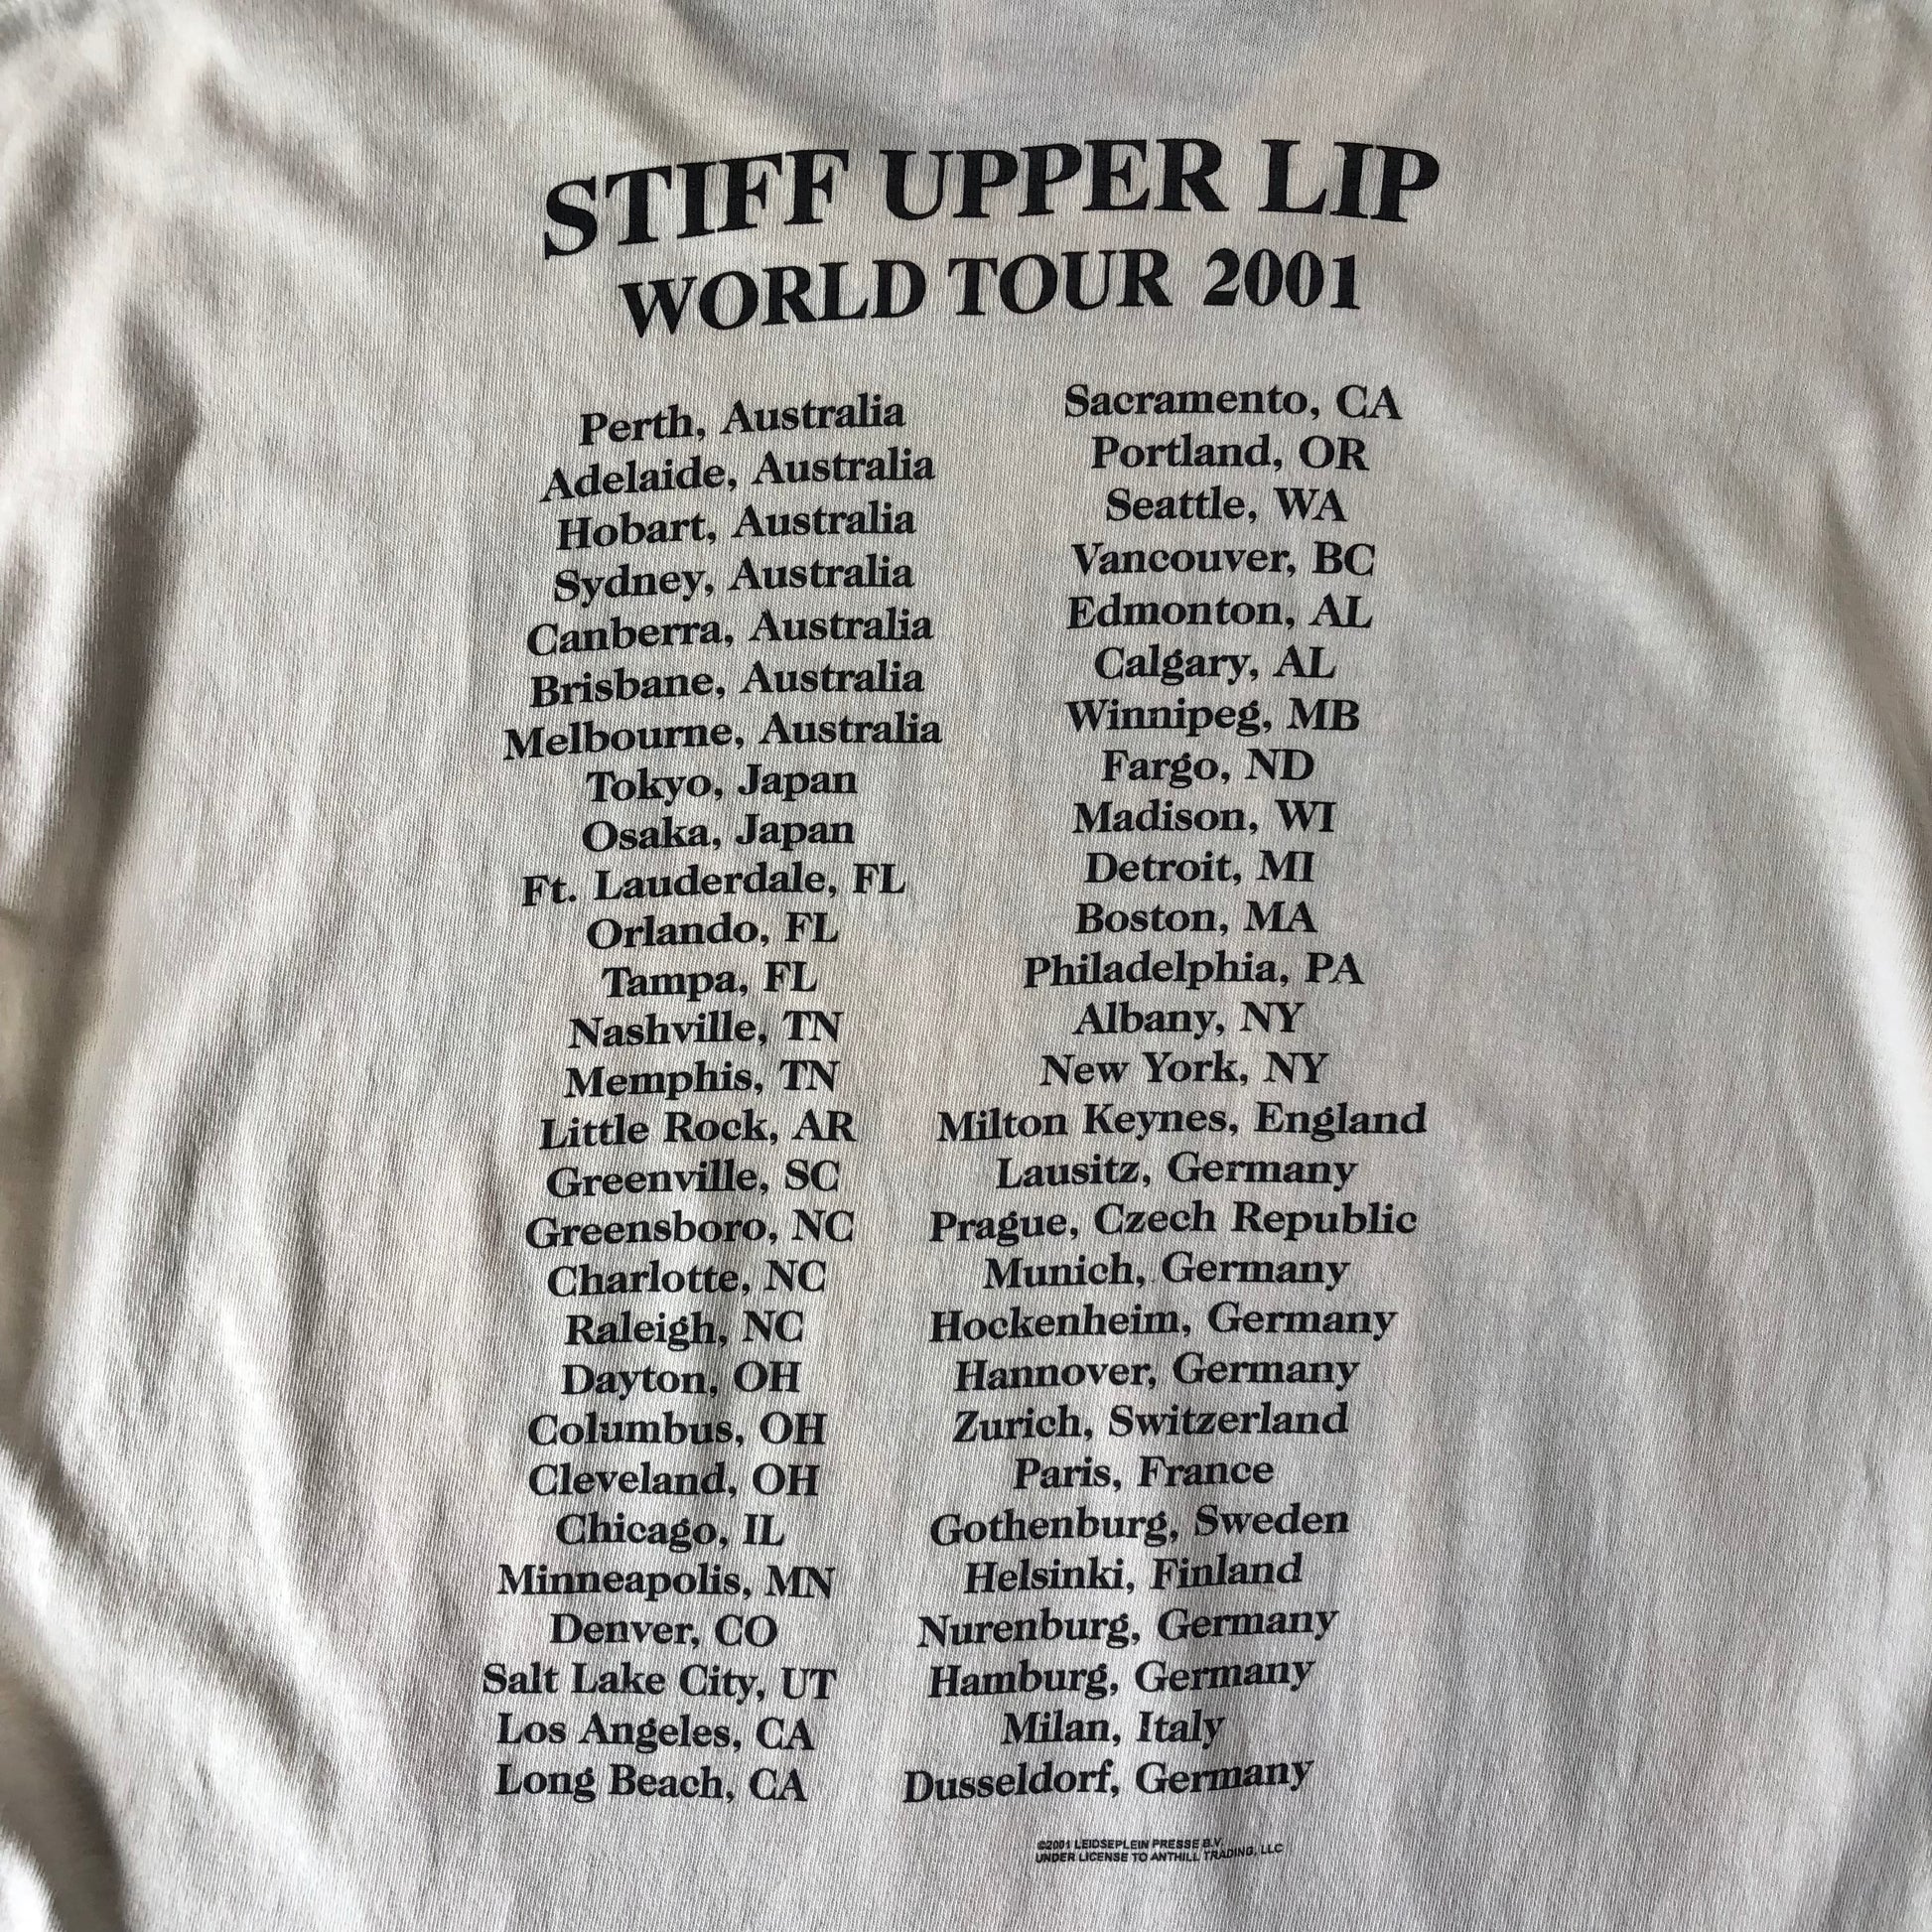 STIFF UPPER LIP
WORLD TOUR 2001
Perth, Australia
Adelaide, Australia
Hobart, Australia
Sydney, Australia
Canberra, Australia
Brisbane, Australia
Melbourne, Australia
Tokyo, Japan
Osaka, Japan
Ft. Lauderdale, FL
Orlando, FL
Tampa, FL
Nashville, TN
Memphis, TN
Little Rock, AR
Greenville, SC
Greensboro, NC
Charlotte, NC
Raleigh, NC
Dayton, OH
Columbus, OH
Cleveland, OH
Chicago, IL
Minneapolis, MN
Denver, CO
Salt Lake City, UT
Los Angeles, CA
Long Beach, CA
Sacramento, CA
Portland, OR
Seattle, WA
Vancouver, BC
Edmonton, AL
Calgary, AL
Winnipeg, MB
Fargo, ND
Madison, WI
Detroit, MI
Boston, MA
Philadelphia, PA
Albany, NY
New York, NY
Milton Keynes, England
Lausitz, Germany
Prague, Czech Republic
Munich, Germany
Hockenheim, Germany
Hannover, Germany
Zurich, Switzerland
Paris, France
Gothenburg, Sweden
Helsinki, Finland
Nurenburg, Germany
Hamburg, Germany
Milan, Italy
Dusseldorf, Germany
©2001 LEIDSEPLEIN PRESSE B.V.
UNDER LICENSE TO ANTHILL TRADING, LLC